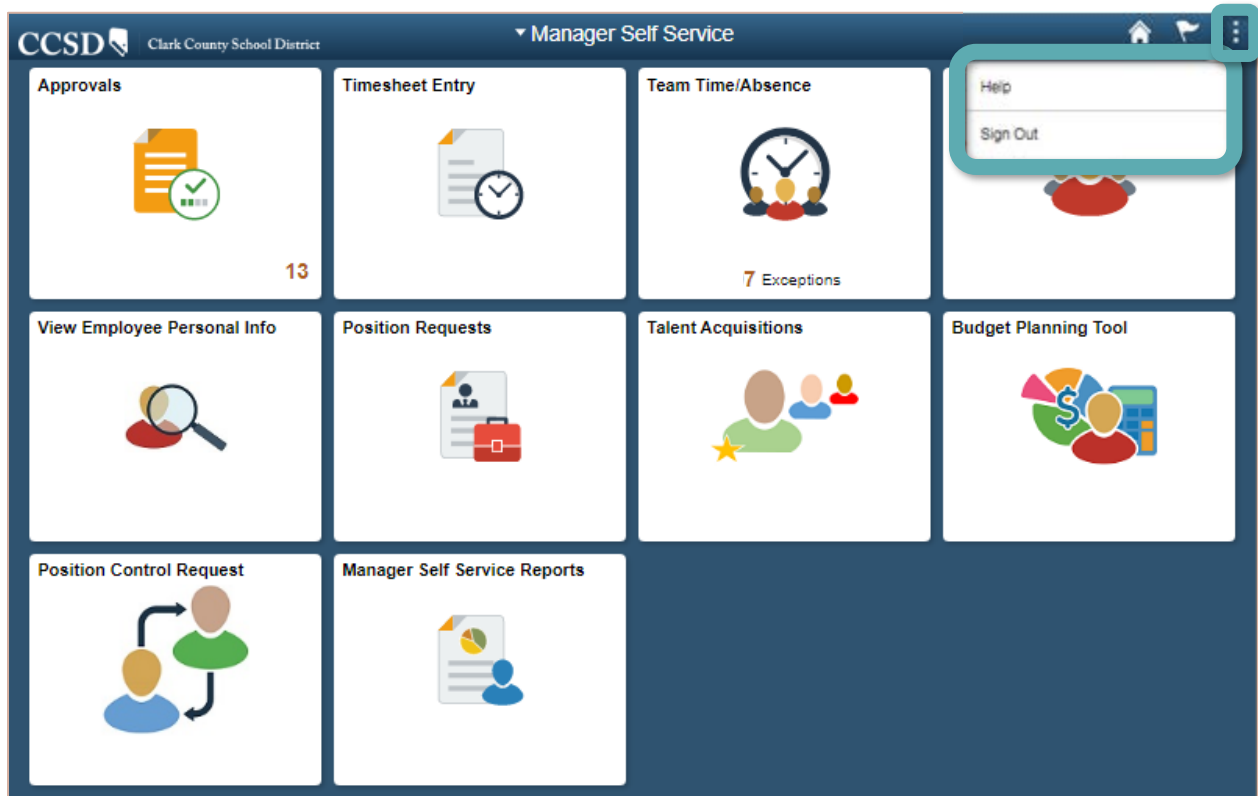 CCSD Clark County School District
Manager Self Service
Approvals
Timesheet Entry
Team Time/Absence
Help
Sign Out
13
7 Exceptions
View Employee Personal Info
Position Requests
Talent Acquisitions
Budget Planning Tool
$
Position Control Request
Manager Self Service Reports